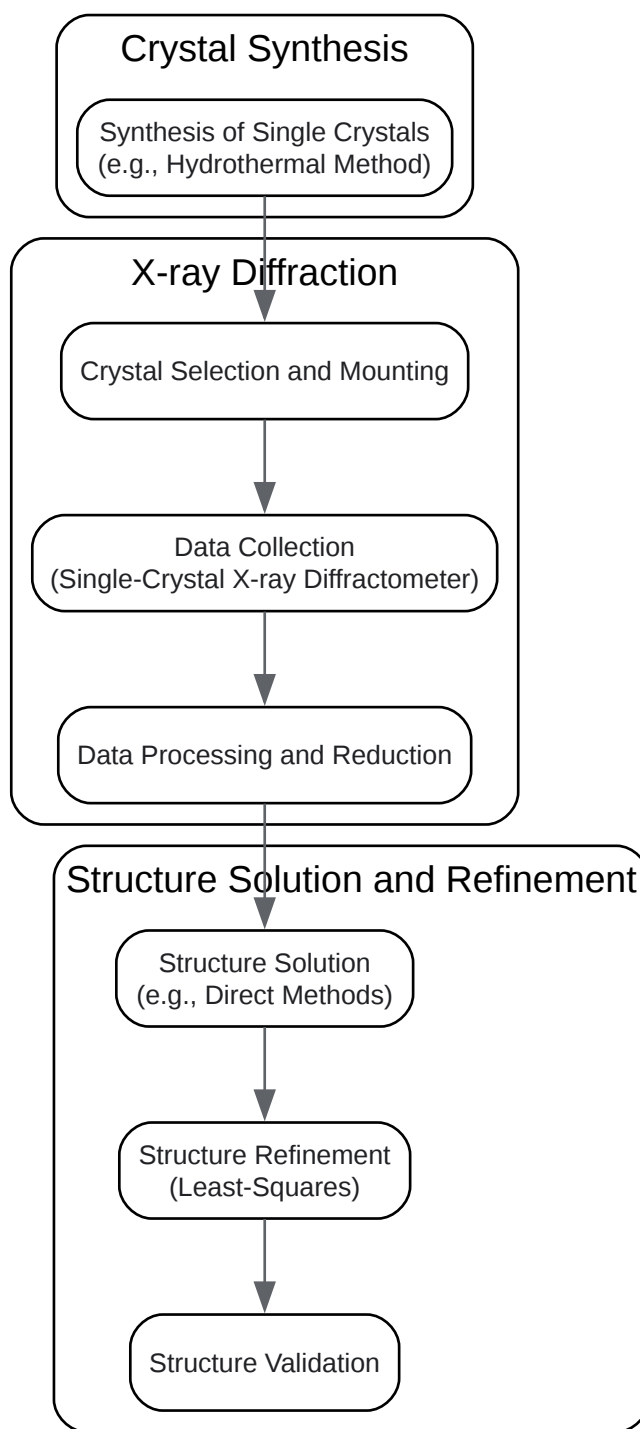 Crystal Synthesis
Synthesis of Single Crystals
(e.g., Hydrothermal Method)
X-ray Diffraction
Crystal Selection and Mounting
Data Collection
(Single-Crystal X-ray Diffractometer)
Data Processing and Reduction
Structure Solution and Refinement
Structure Solution
(e.g., Direct Methods)
Structure Refinement
(Least-Squares)
Structure Validation